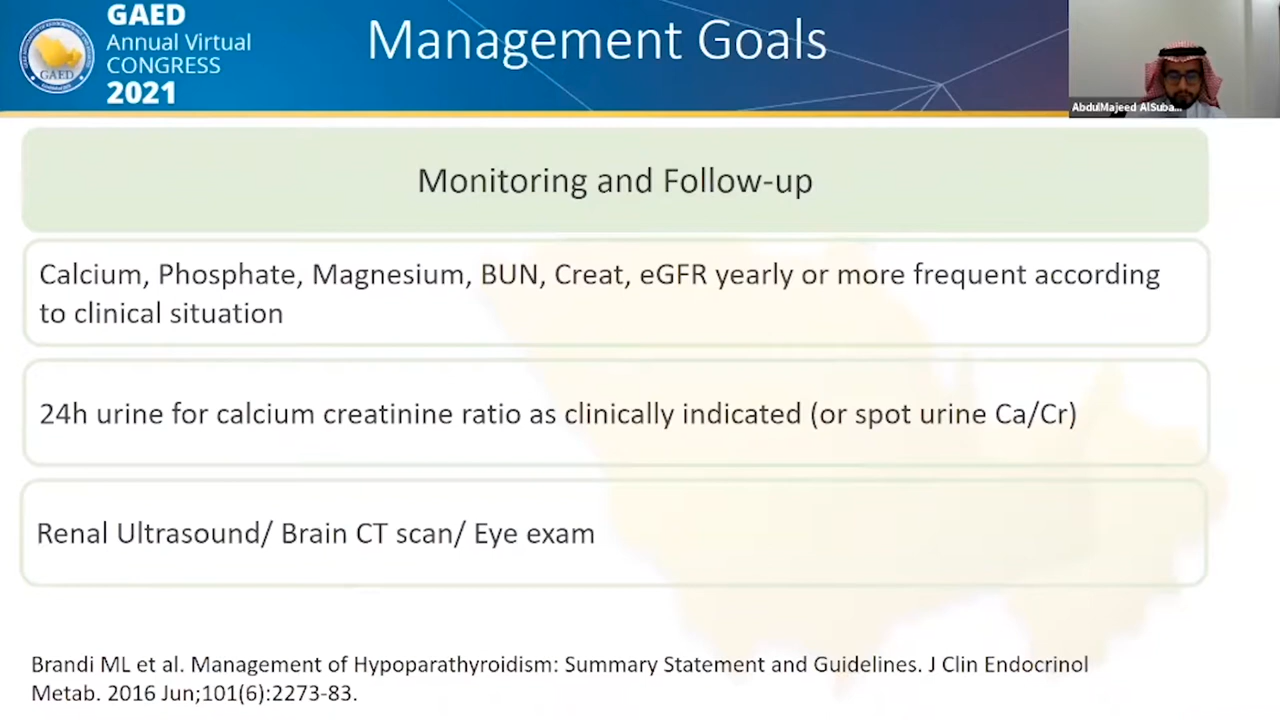 GAED
Annual Virtual
CONGRESS
2021
GAED
Management Goals
AbdulMajeed AlSuba...
Monitoring and Follow-up
Calcium, Phosphate, Magnesium, BUN, Creat, eGFR yearly or more frequent according
to clinical situation
24h urine for calcium creatinine ratio as clinically indicated (or spot urine Ca/Cr)
Renal Ultrasound/ Brain CT scan/ Eye exam
Brandi ML et al. Management of Hypoparathyroidism: Summary Statement and Guidelines. J Clin Endocrinol
Metab. 2016 Jun;101(6):2273-83.